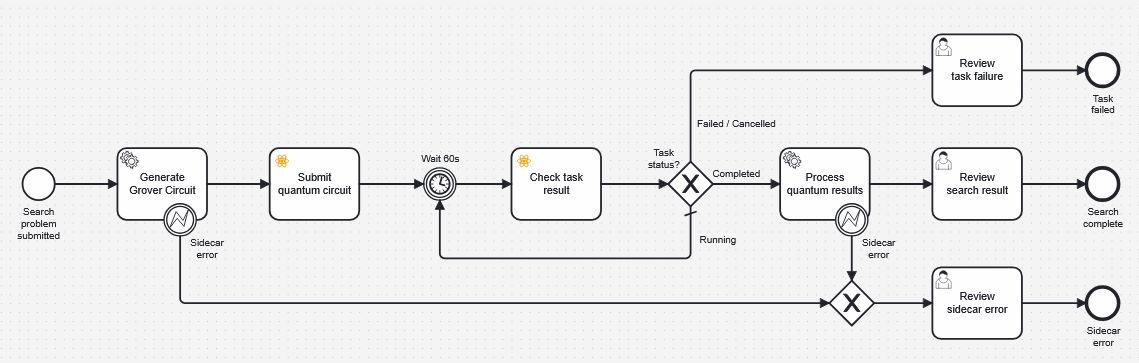 Review
task failure
Task
failed
Failed / Cancelled
Search
problem
submitted
Generate
Grover Circuit
Sidecar
error
Submit
quantum circuit
Wait 60s
Check task
result
Task
status?
Completed
Running
Process
quantum results
Sidecar
error
Review
search result
Search
complete
Review
sidecar error
Sidecar
error